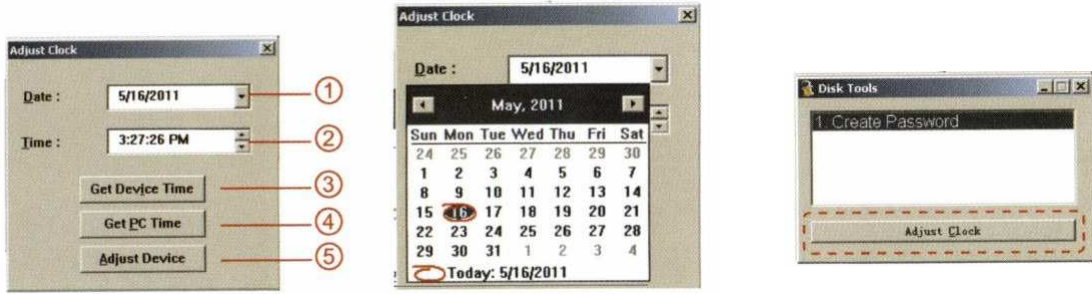 Adjust Clock
Date : 5/16/2011 ①
Time : 3:27:26 PM ②
Get Device Time ③
Get PC Time ④
Adjust Device ⑤
Adjust Clock
Date : 5/16/2011
May, 2011
Sun Mon Tue Wed Thu Fri Sat
24 25 26 27 28 29 30
1 2 3 4 5 6 7
8 9 10 11 12 13 14
15 16 17 18 19 20 21
22 23 24 25 26 27 28
29 30 31 1 2 3 4
Today: 5/16/2011
Disk Tools
1. Create Password
Adjust Clock